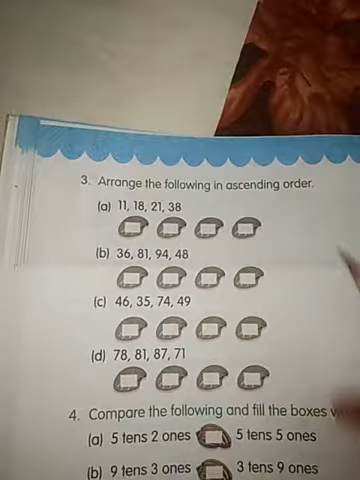 3. Arrange the following in ascending order.
(a) 11, 18, 21, 38
(b) 36, 81, 94, 48
(c) 46, 35, 74, 49
(d) 78, 81, 87, 71
4. Compare the following and fill the boxes
(a) 5 tens 2 ones 5 tens 5 ones
(b) 9 tens 3 ones 3 tens 9 ones